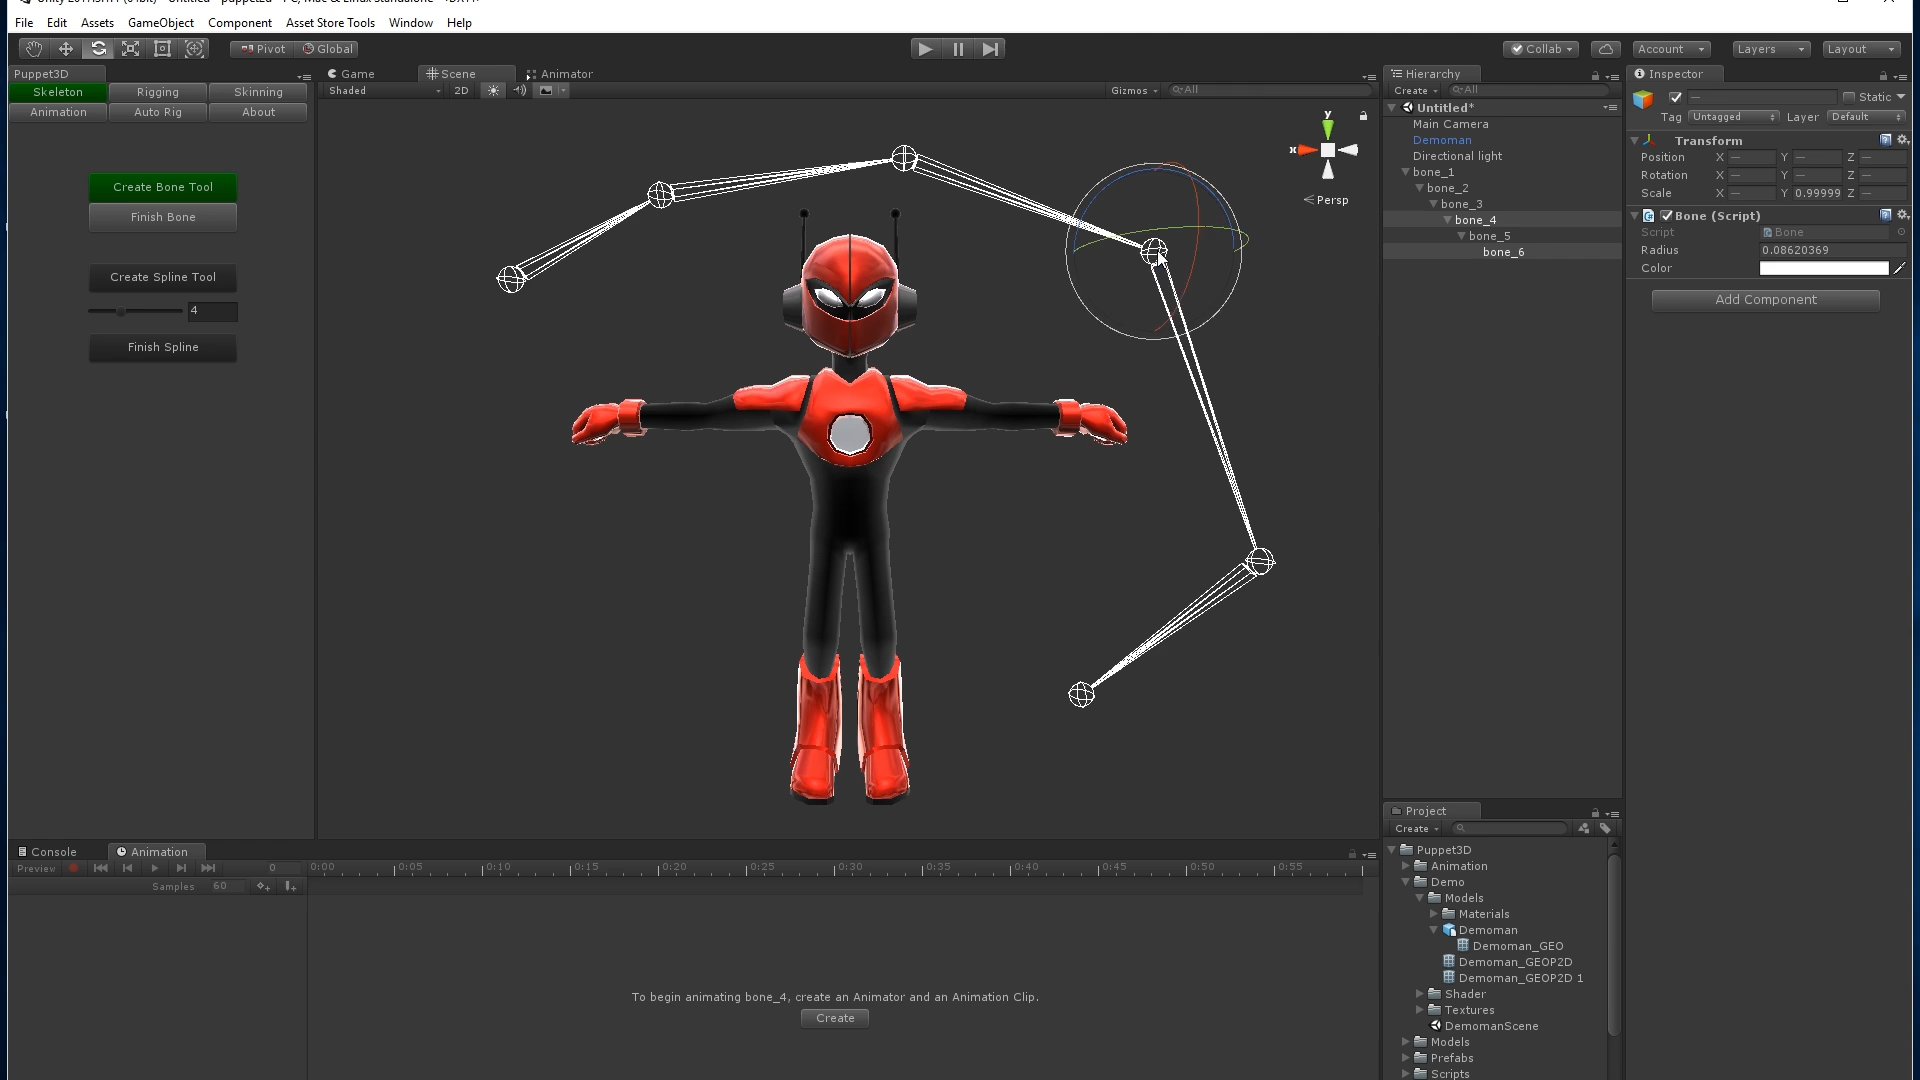 File Edit Assets GameObject Component Asset Store Tools Window Help
Pivot Global Collab Account Layers Layout
Puppet3D
Skeleton Rigging Skinning
Animation Auto Rig About
Create Bone Tool
Finish Bone
Create Spline Tool
4
Finish Spline
Game Scene Animator
Shaded 2D Gizmos All
y
x
Persp
Hierarchy
Create All
Untitled*
Main Camera
Demoman
Directional light
bone_1
bone_2
bone_3
bone_4
bone_5
bone_6
Inspector
— Static
Tag Untagged Layer Default
Transform
Position X — Y — Z —
Rotation X — Y — Z —
Scale X — Y 0.99999 Z —
Bone (Script)
Script Bone
Radius 0.08620369
Color
Add Component
Console Animation
Preview 0 0:00 0:05 0:10 0:15 0:20 0:25 0:30 0:35 0:40 0:45 0:50 0:55
Samples 60
To begin animating bone_4, create an Animator and an Animation Clip.
Create
Project
Create
Puppet3D
Animation
Demo
Models
Materials
Demoman
Demoman_GEO
Demoman_GEOP2D
Demoman_GEOP2D 1
Shader
Textures
DemomanScene
Models
Prefabs
Scripts